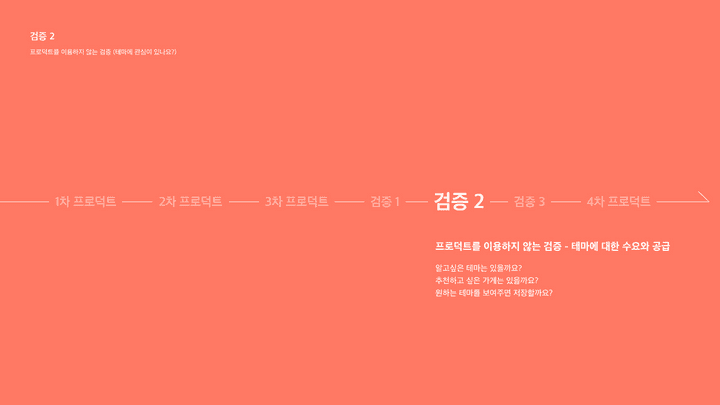 검증 2
프로덕트를 이용하지 않는 검증 (테마에 관심이 있나요?)
1차 프로덕트 2차 프로덕트 3차 프로덕트 검증 1 검증 2 검증 3 4차 프로덕트
프로덕트를 이용하지 않는 검증 - 테마에 대한 수요와 공급
알고싶은 테마는 있을까요?
추천하고 싶은 가게는 있을까요?
원하는 테마를 보여주면 저장할까요?